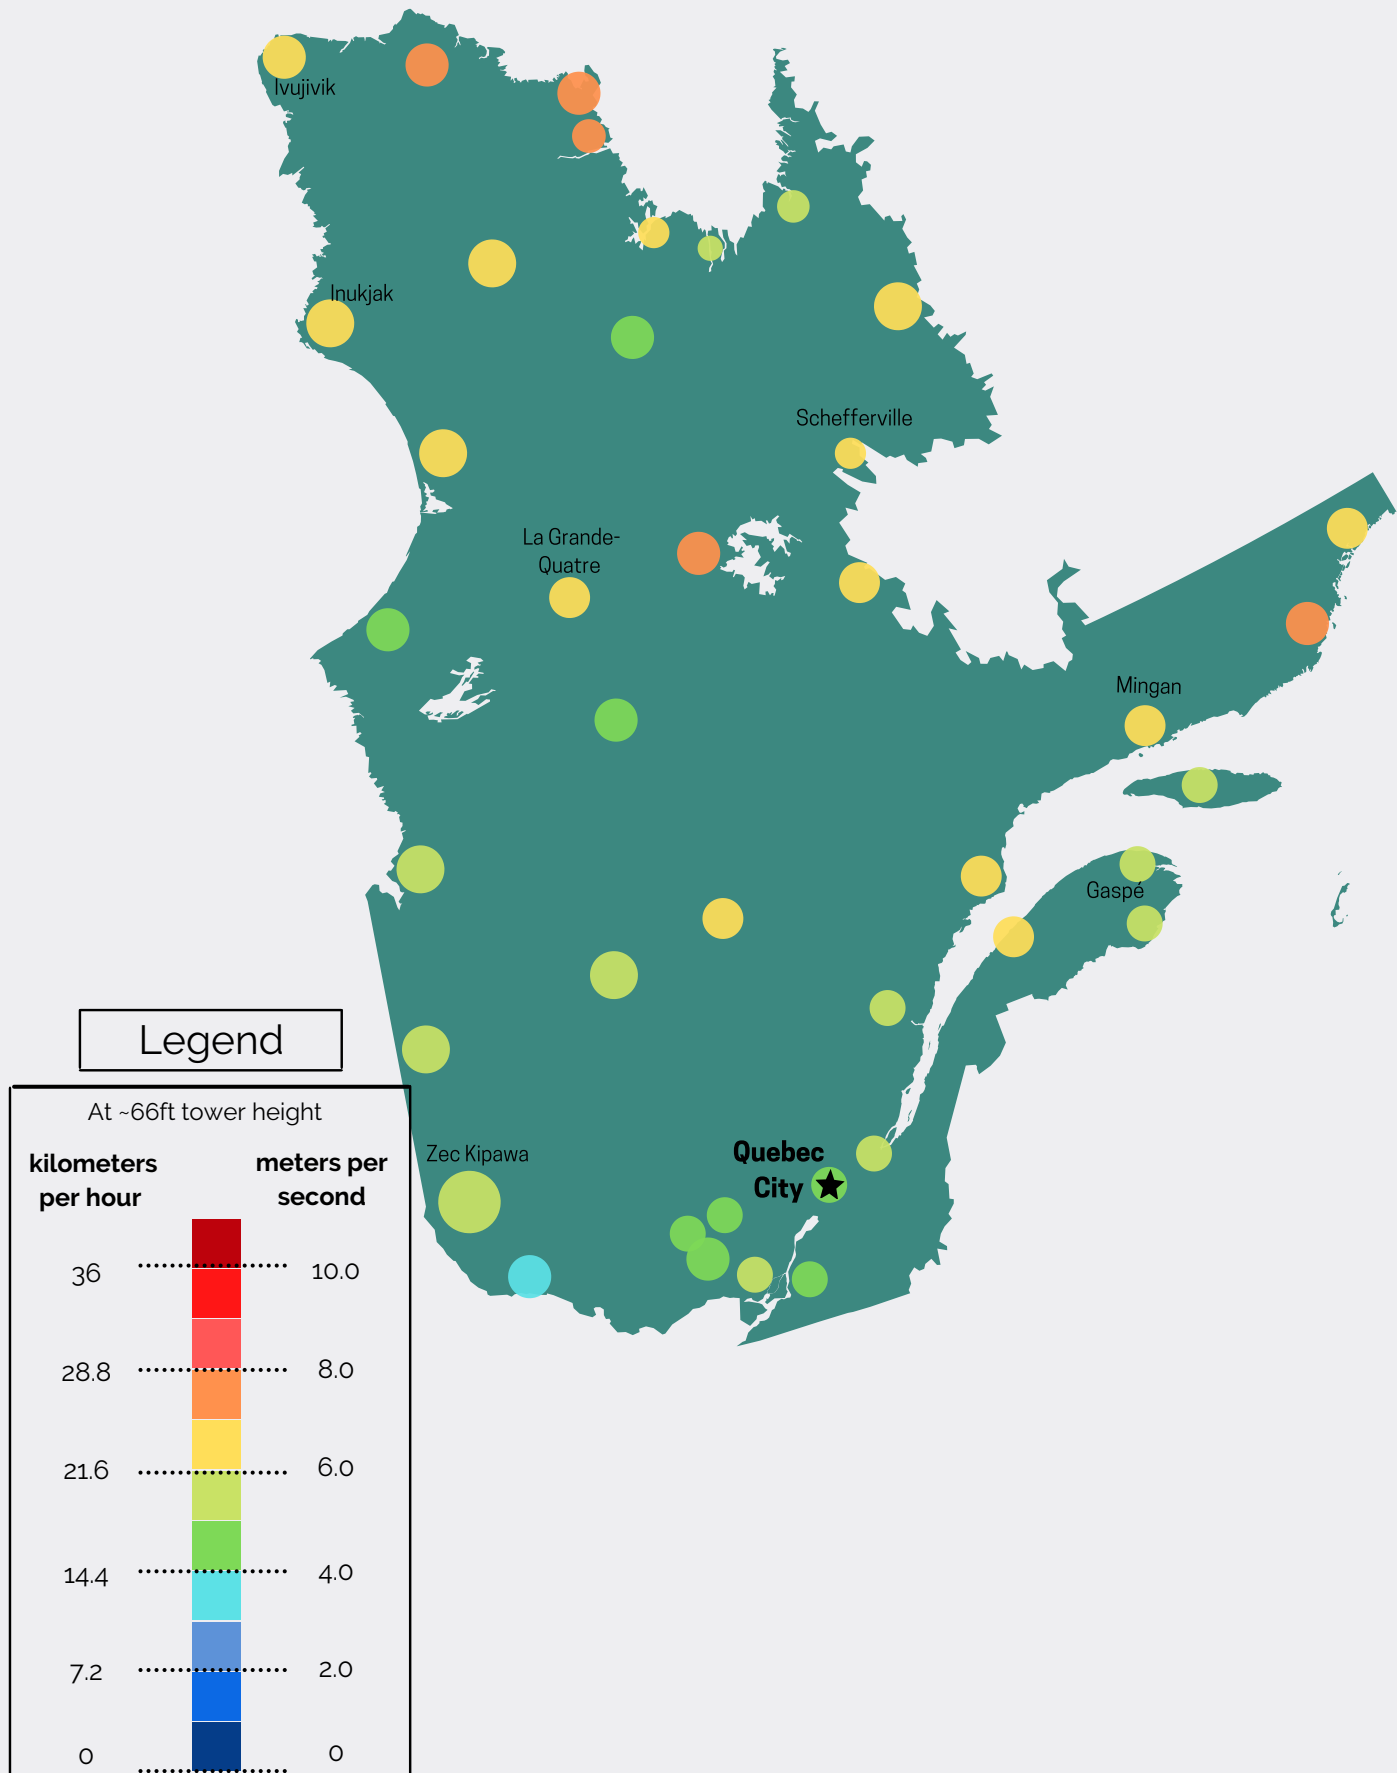 Ivujivik
Inukjak
Schefferville
La Grande-
Quatre
Mingan
Gaspé
Legend
At ~66ft tower height
kilometers
per hour
meters per
second
Zec Kipawa
Quebec
City
36
10.0
28.8
8.0
21.6
6.0
14.4
4.0
7.2
2.0
0
0